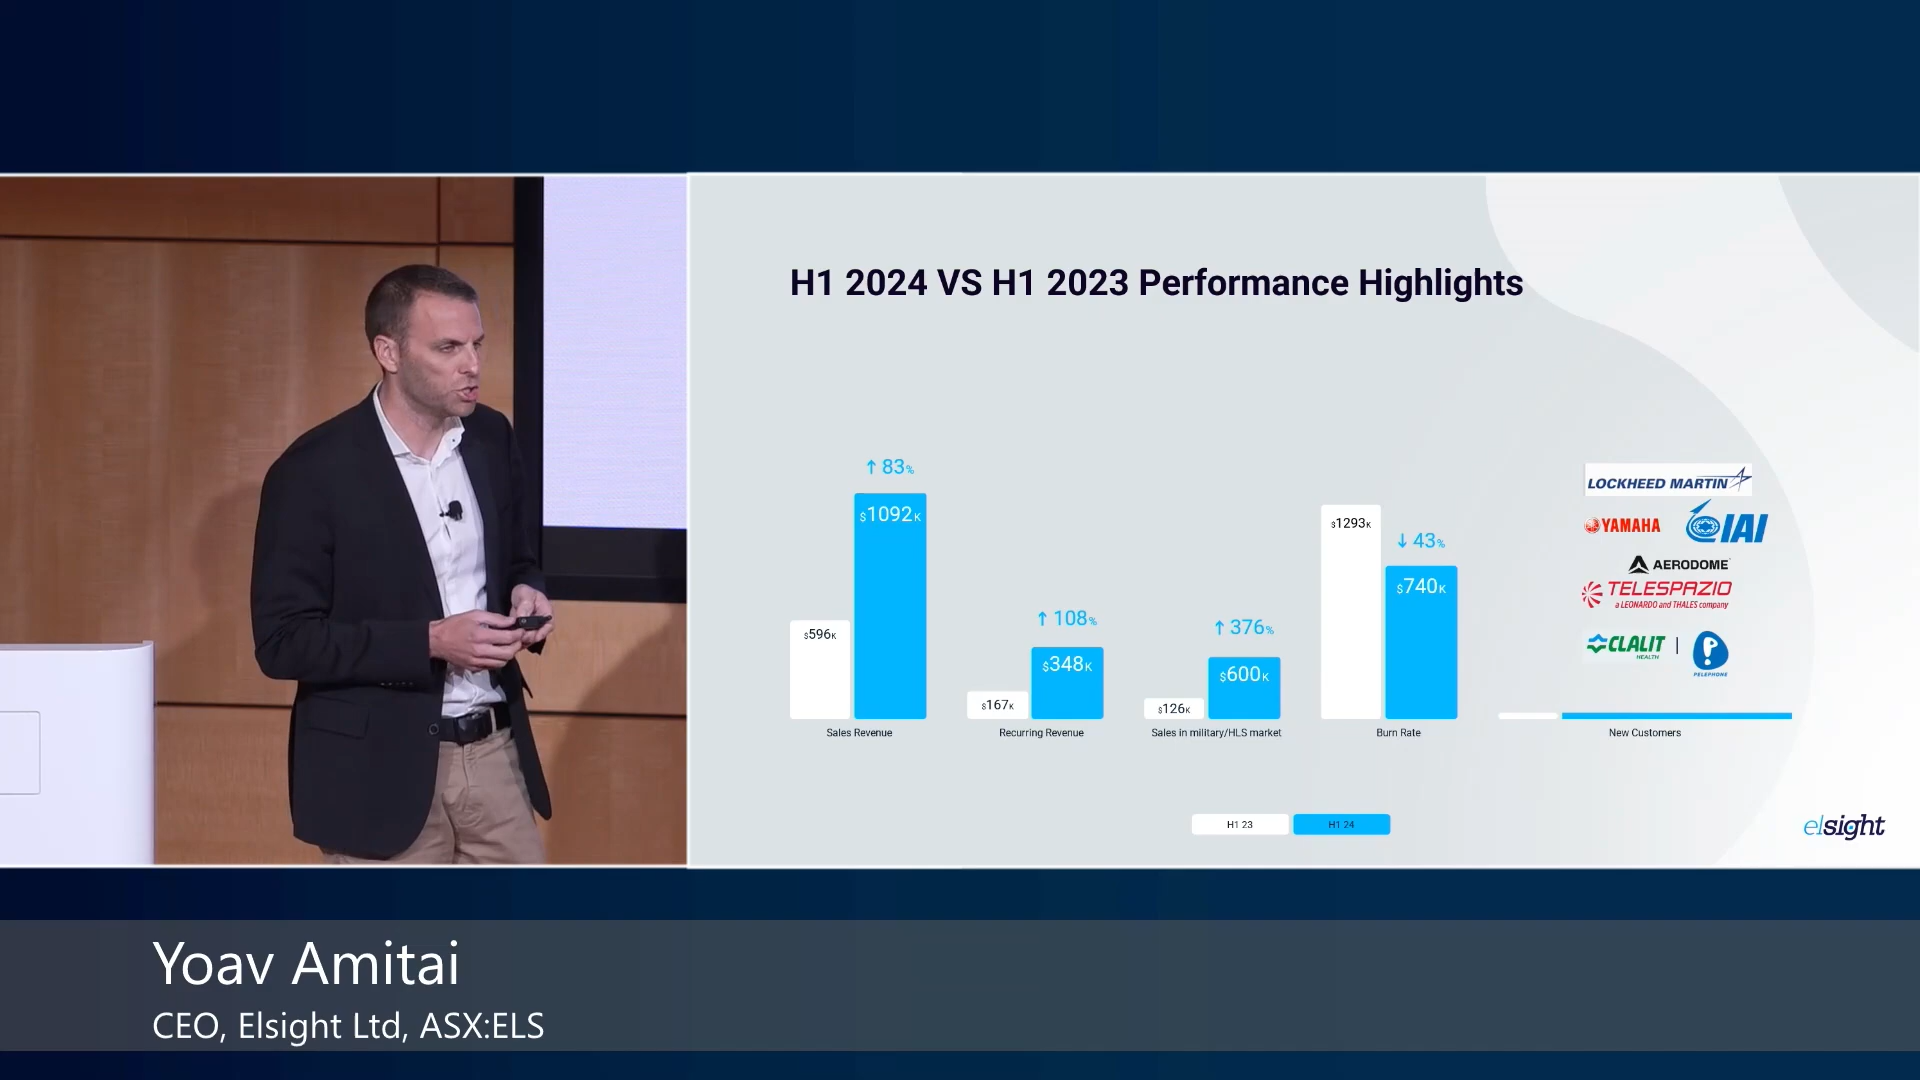 H1 2024 VS H1 2023 Performance Highlights
↑ 83%
$1092K
$596K
Sales Revenue
↑ 108%
$348K
$167K
Recurring Revenue
↑ 376%
$600K
$126K
Sales in military/HLS market
$1293K
↓ 43%
$740K
Burn Rate
LOCKHEED MARTIN
YAMAHA
IAI
AERODOME
TELESPAZIO
a LEONARDO and THALES company
CLALIT
HEALTH
|
PELEPHONE
New Customers
H1 23
H1 24
elsight
Yoav Amitai
CEO, Elsight Ltd, ASX:ELS